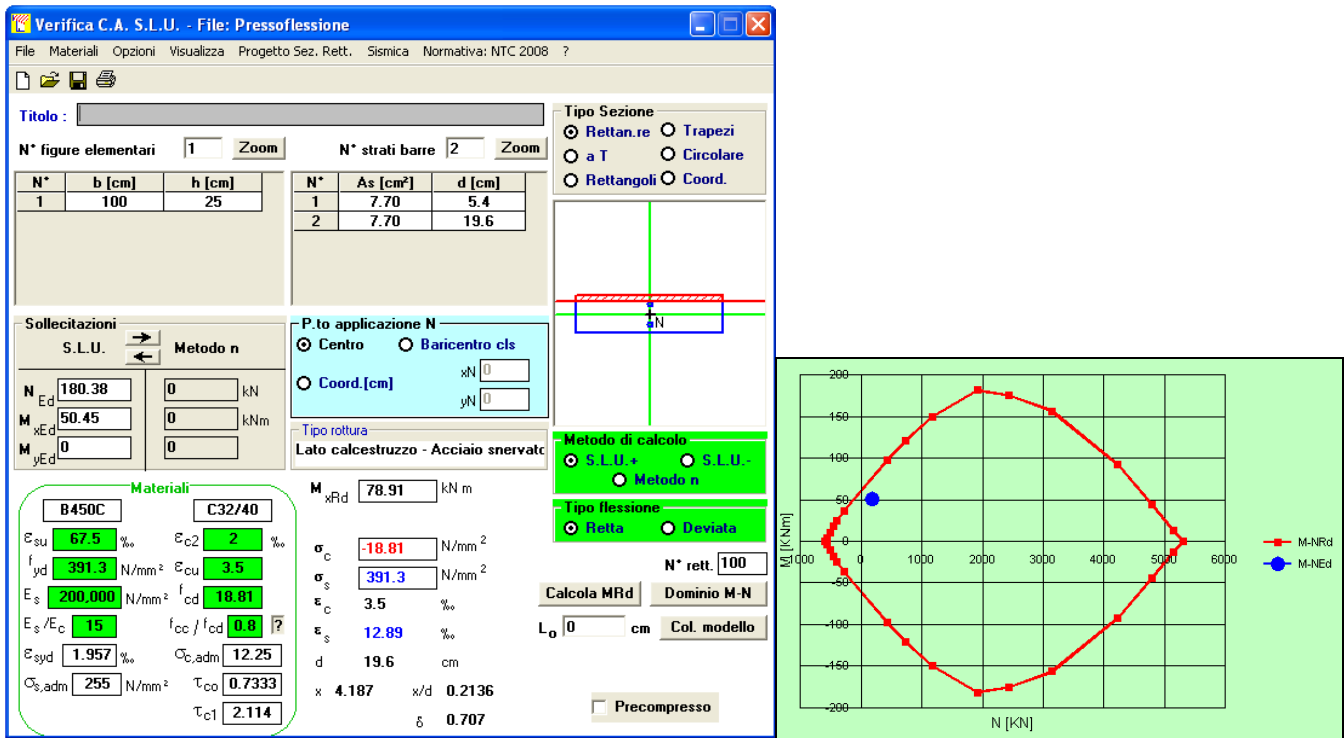 Verifica C.A. S.L.U. - File: Pressoflessione
File Materiali Opzioni Visualizza Progetto Sez. Rett. Sismica Normativa: NTC 2008 ?
Titolo :
N° figure elementari 1 Zoom
N° strati barre 2 Zoom
N° b [cm] h [cm]
1 100 25
N° As [cm²] d [cm]
1 7.70 5.4
2 7.70 19.6
Tipo Sezione
Rettan.re Trapezi
a T Circolare
Rettangoli Coord.
N
Sollecitazioni
S.L.U. Metodo n
N Ed 180.38 0 kN
M xEd 50.45 0 kNm
M yEd 0 0
P.to applicazione N
Centro Baricentro cls
Coord.[cm] xN 0
yN 0
Tipo rottura
Lato calcestruzzo - Acciaio snervato
Metodo di calcolo
S.L.U.+ S.L.U.-
Metodo n
Tipo flessione
Retta Deviata
N° rett. 100
Calcola MRd Dominio M-N
L o 0 cm Col. modello
Precompresso
Materiali
B450C C32/40
εsu 67.5 ‰ εc2 2 ‰
fyd 391.3 N/mm² εcu 3.5
Es 200,000 N/mm² fcd 18.81
Es/Ec 15 fcc / fcd 0.8 ?
εsyd 1.957 ‰ σc,adm 12.25
σs,adm 255 N/mm² τco 0.7333
τc1 2.114
M xRd 78.91 kN m
σc -18.81 N/mm²
σs 391.3 N/mm²
εc 3.5 ‰
εs 12.89 ‰
d 19.6 cm
x 4.187 x/d 0.2136
δ 0.707
200
150
100
50
0
-50
-100
-150
-200
M [KNm]
-1000 0 1000 2000 3000 4000 5000 6000
N [KN]
M-NRd
M-NEd